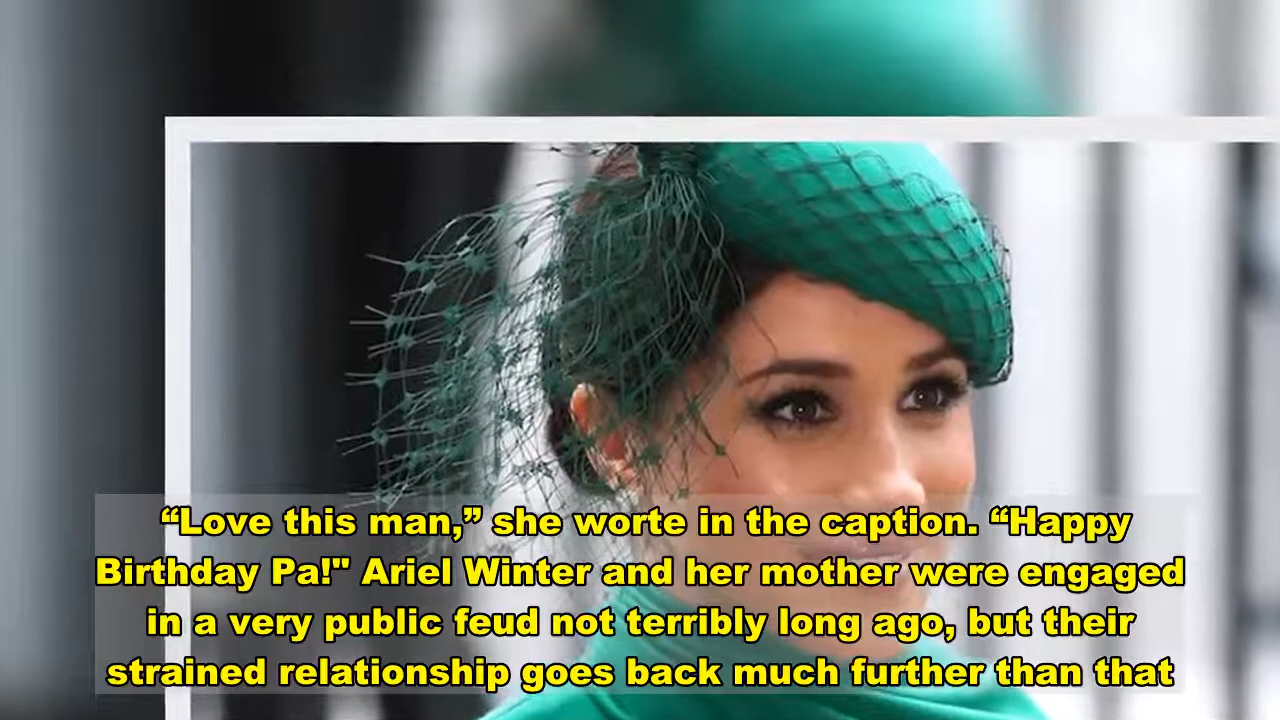 “Love this man,” she worte in the caption. “Happy
Birthday Pa!" Ariel Winter and her mother were engaged
in a very public feud not terribly long ago, but their
strained relationship goes back much further than that